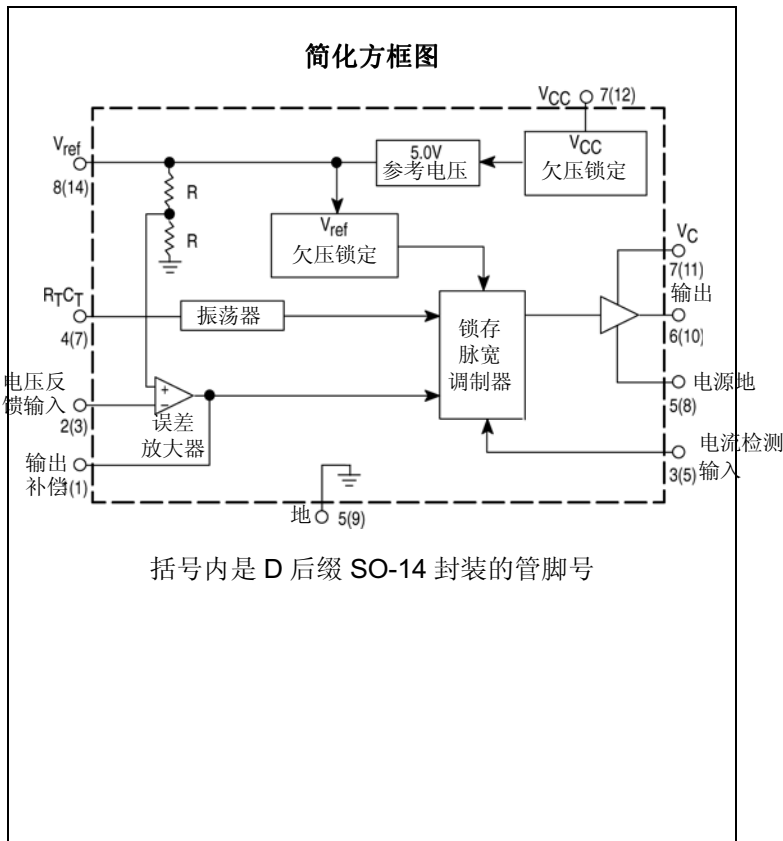 简化方框图
VCC 7(12)
Vref
8(14)
R
R
5.0V
参考电压
VCC
欠压锁定
Vref
欠压锁定
VC
7(11)
输出
6(10)
RTCT
4(7)
振荡器
锁存
脉宽
调制器
电源地
5(8)
电压反
馈输入
2(3)
+
−
误差
放大器
电流检测
3(5) 输入
输出
补偿1(1)
地 5(9)
括号内是 D 后缀 SO-14 封装的管脚号